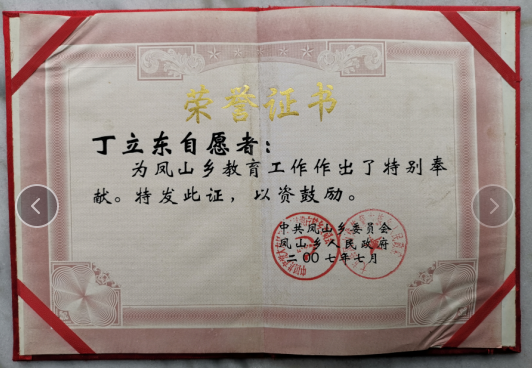 荣誉证书
丁立东自愿者：
为凤山乡教育工作作出了特别奉
献。特发此证，以资鼓励。
中共凤山乡委员会
凤山乡人民政府
二〇〇七年七月